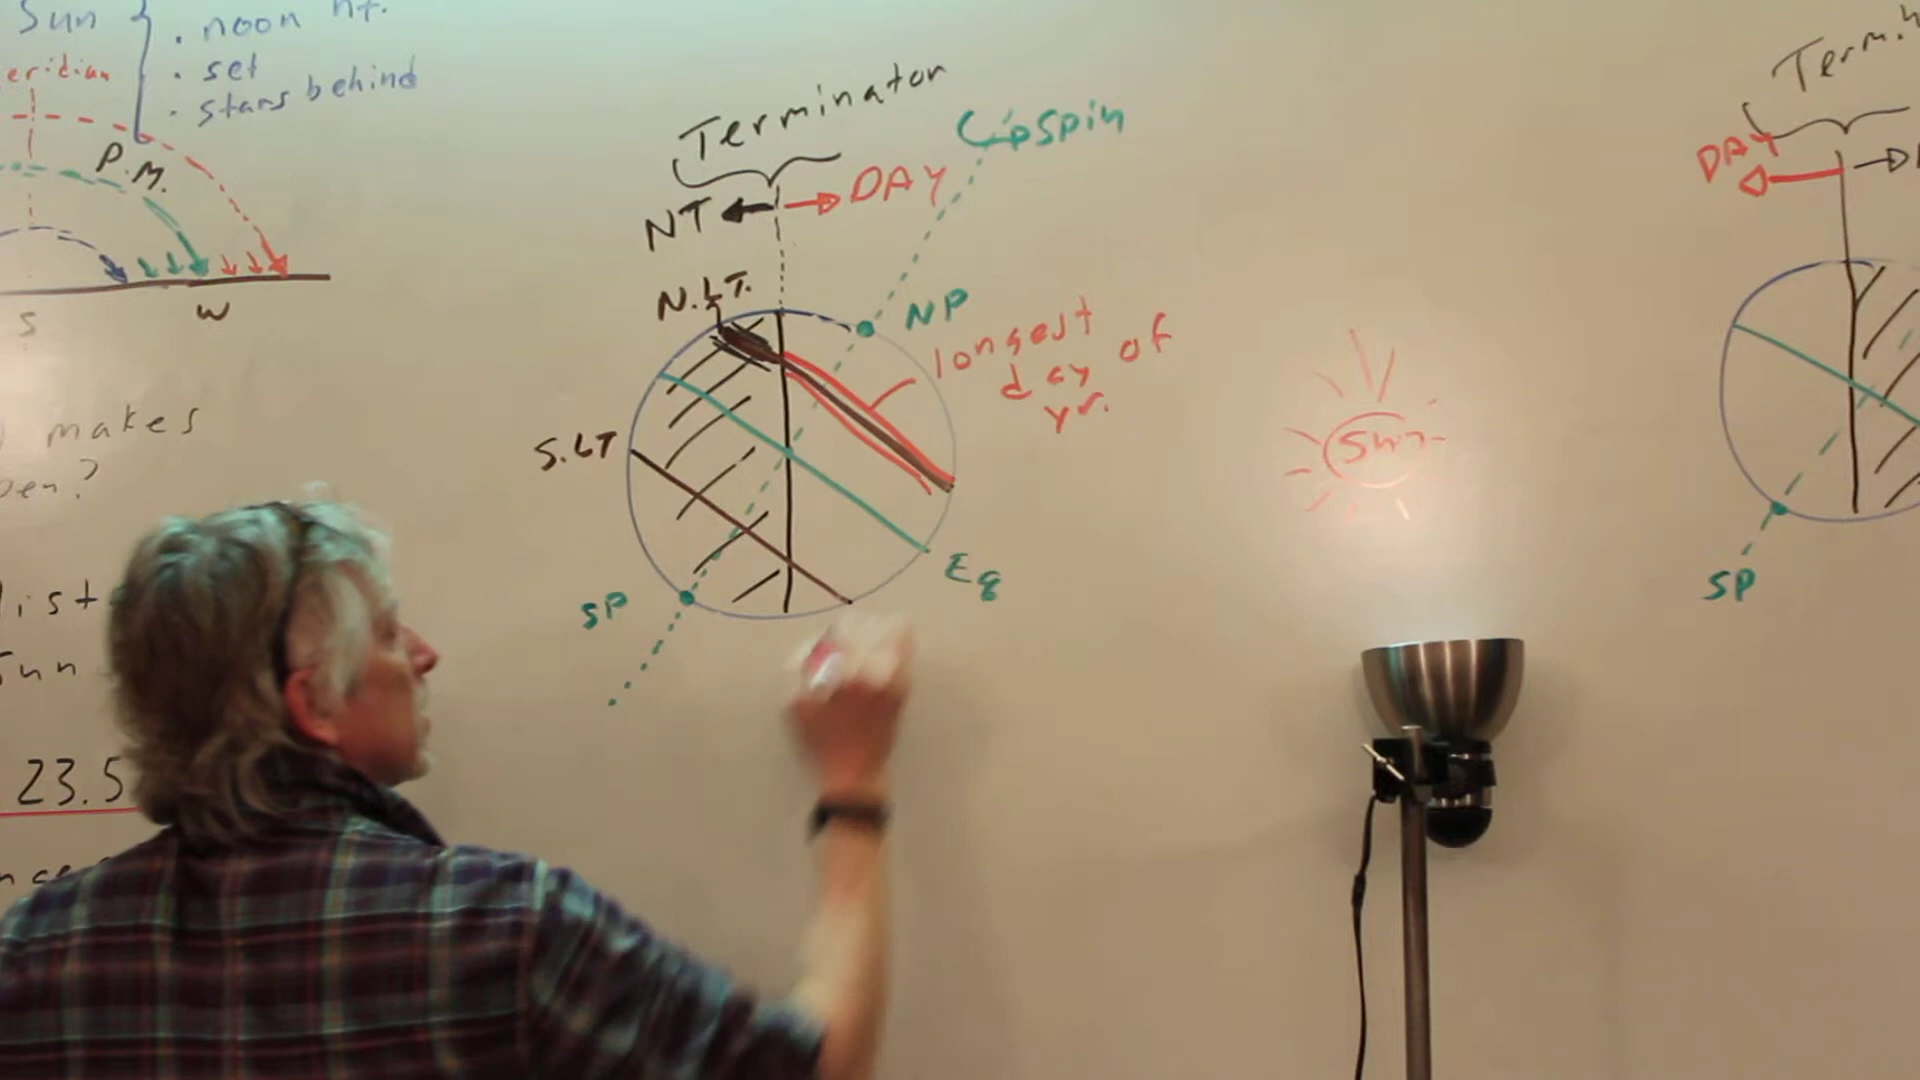 Sun
• noon ht.
• set
• stars behind
eridian
P.M.
S
W
makes
pen?
list
Sun
23.5
Terminator
spin
NT
DAY
N.LT.
NP
longest
day of
yr.
S.LT
Eq
SP
Sun
DAY
SP